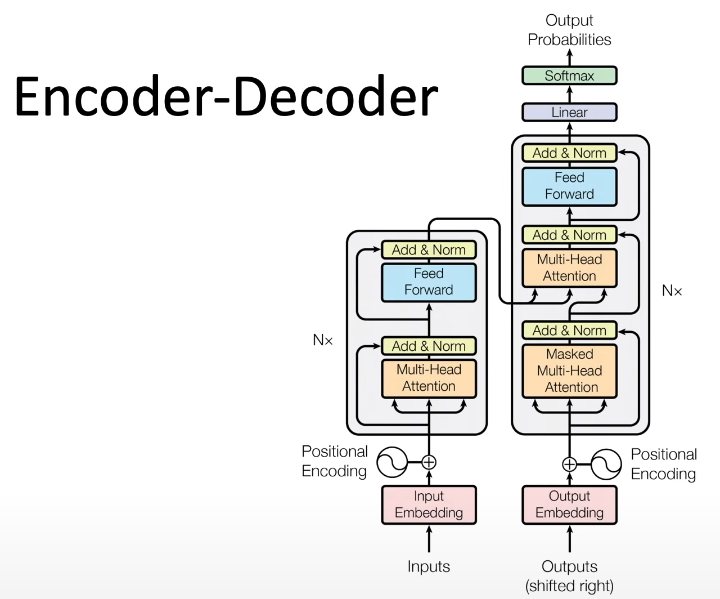 Encoder-Decoder
Output
Probabilities
Softmax
Linear
Add & Norm
Feed
Forward
Add & Norm
Multi-Head
Attention
Add & Norm
Masked
Multi-Head
Attention
N×
Positional
Encoding
Output
Embedding
Outputs
(shifted right)
Add & Norm
Feed
Forward
Add & Norm
Multi-Head
Attention
N×
Positional
Encoding
Input
Embedding
Inputs